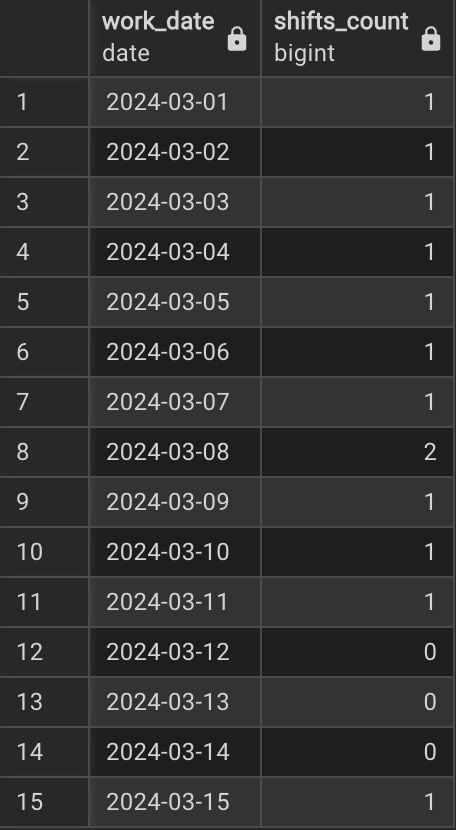 work_date shifts_count
date bigint
1 2024-03-01 1
2 2024-03-02 1
3 2024-03-03 1
4 2024-03-04 1
5 2024-03-05 1
6 2024-03-06 1
7 2024-03-07 1
8 2024-03-08 2
9 2024-03-09 1
10 2024-03-10 1
11 2024-03-11 1
12 2024-03-12 0
13 2024-03-13 0
14 2024-03-14 0
15 2024-03-15 1